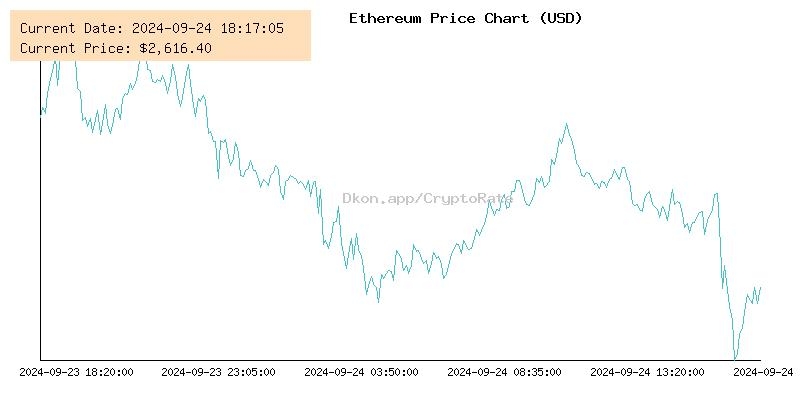 Ethereum Price Chart (USD)
Current Date: 2024-09-24 18:17:05
Current Price: $2,616.40
Dkon.app/CryptoRate
2024-09-23 18:20:00 2024-09-23 23:05:00 2024-09-24 03:50:00 2024-09-24 08:35:00 2024-09-24 13:20:00 2024-09-24